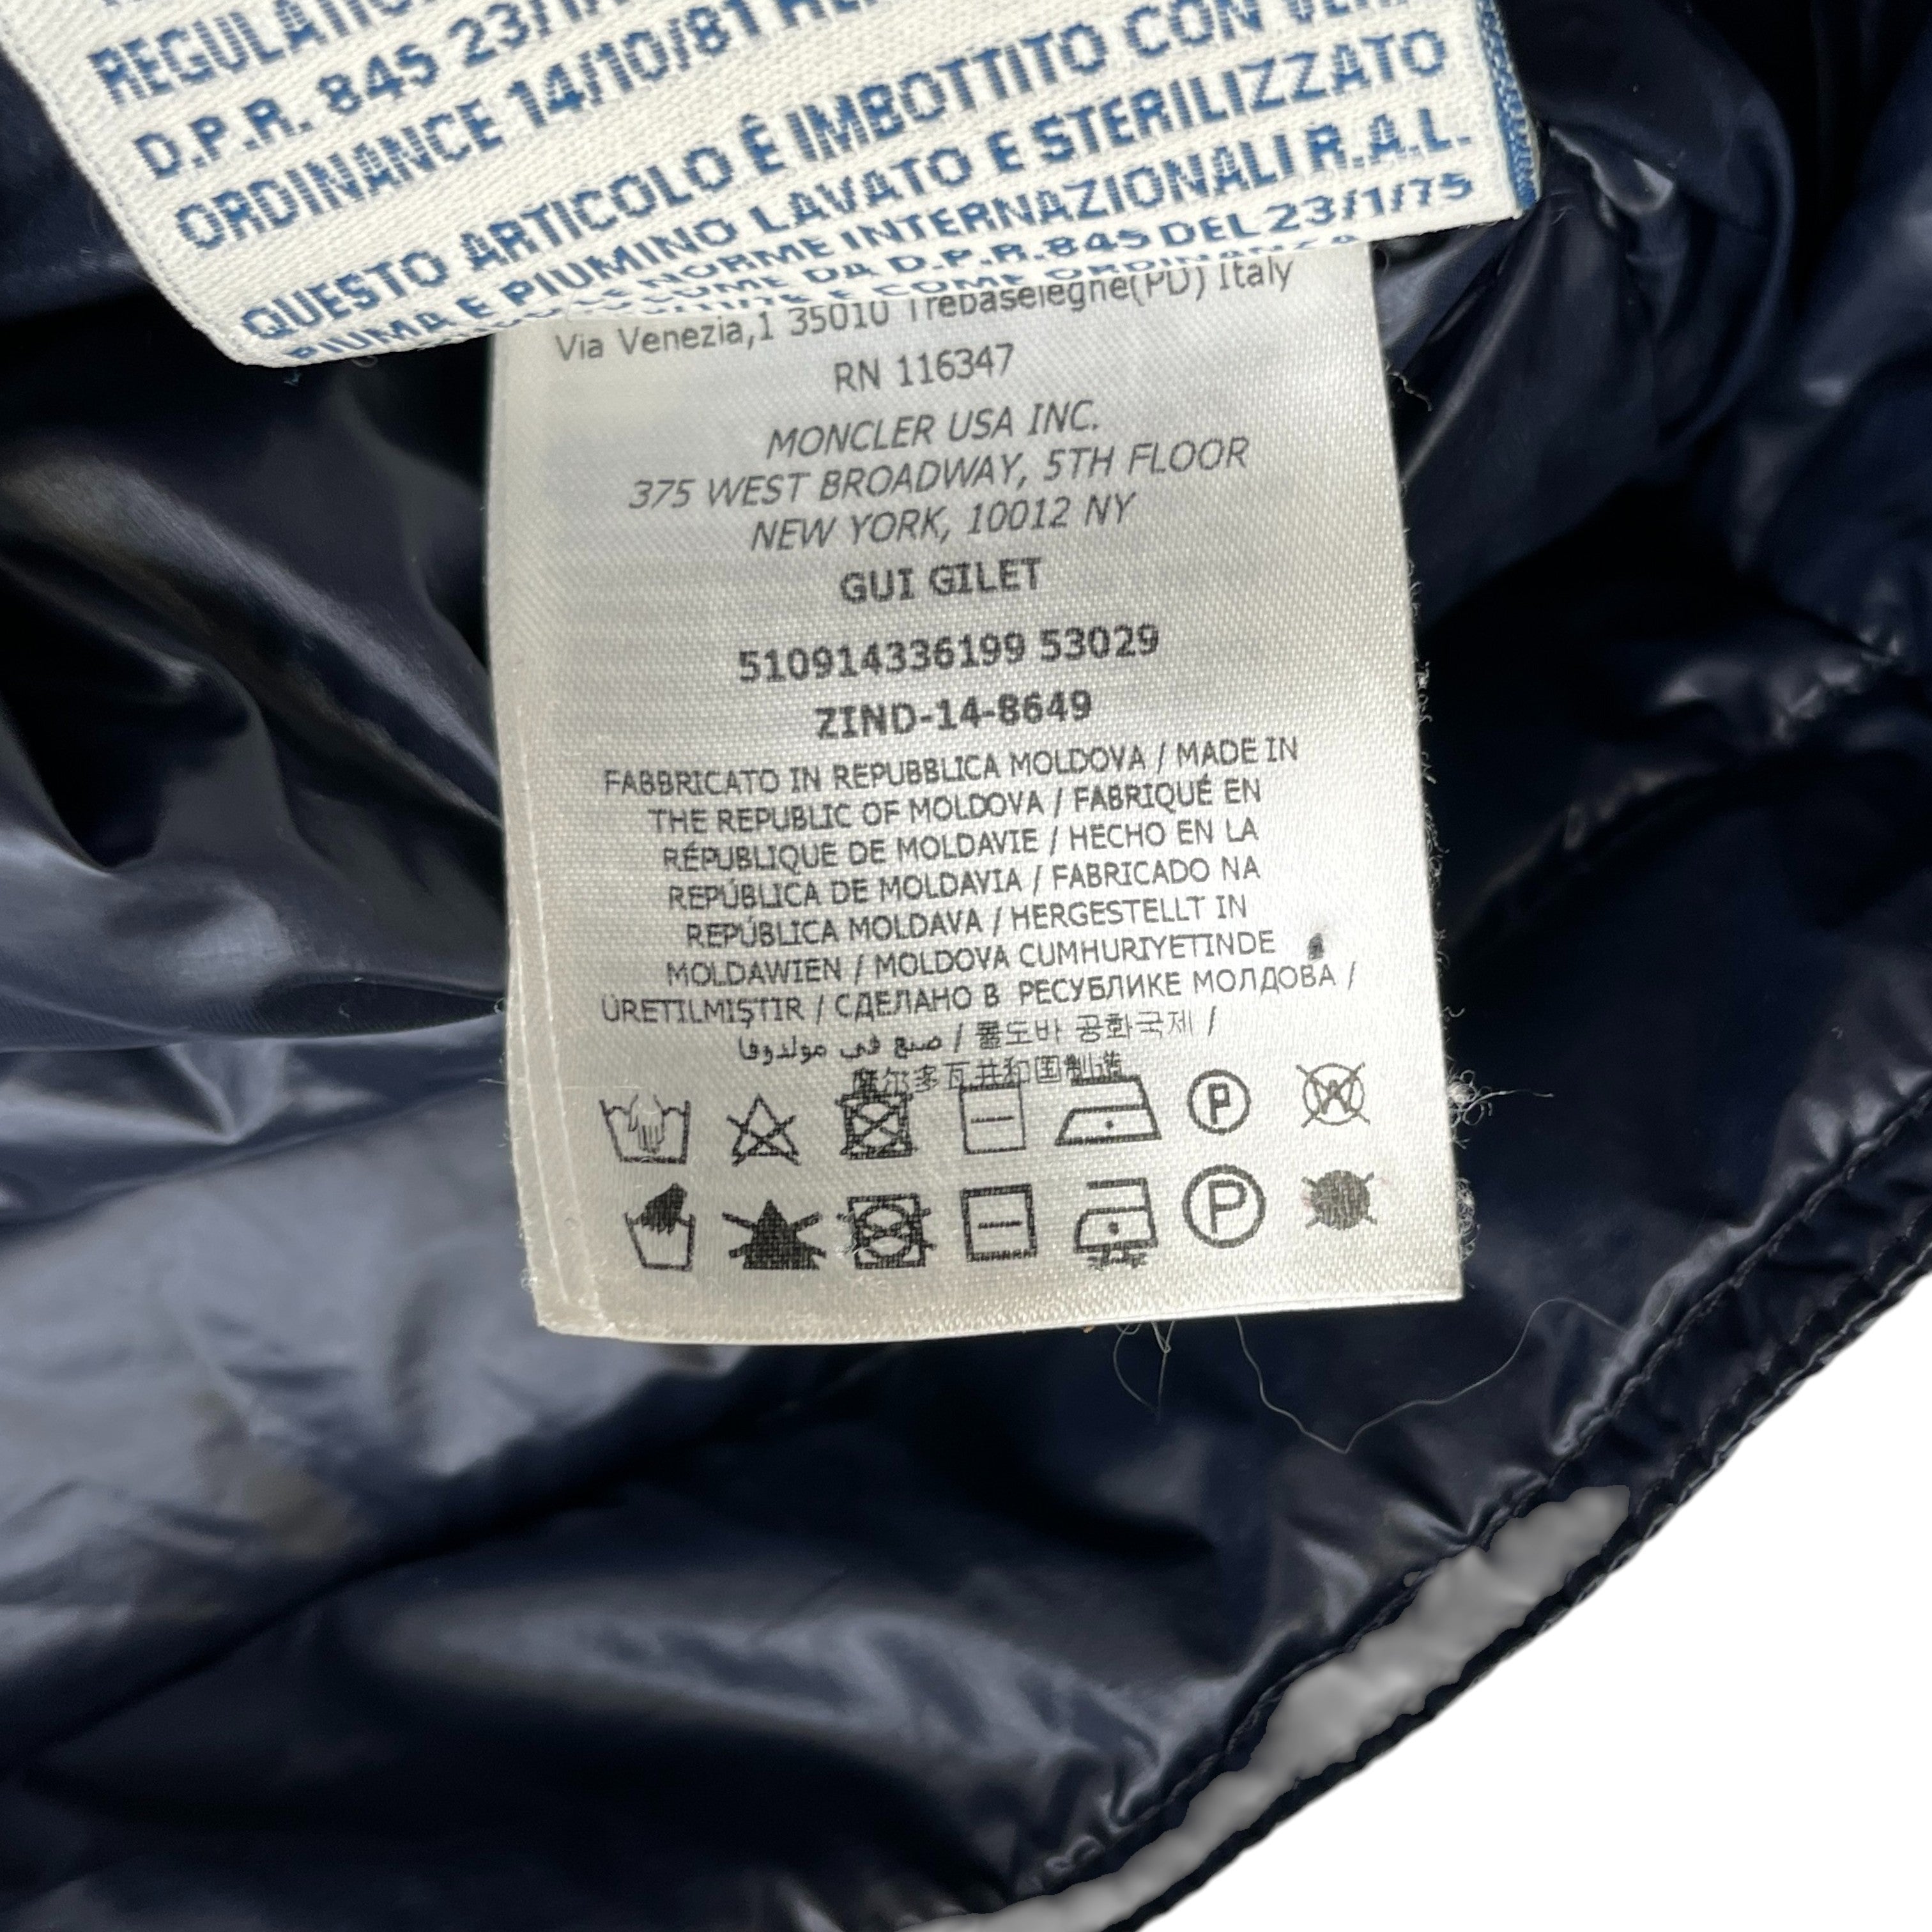 D.P.R. 845
ORDINANCE 14/10/81
QUESTO ARTICOLO È IMBOTTITO CON
PIUMA E PIUMINO LAVATO E STERILIZZATO
NORME INTERNAZIONALI R.A.L.
COME DA D.P.R. 845 DEL 23/1/75
E COME
Via Venezia,1 35010 Trebaselegne(PD) Italy
RN 116347
MONCLER USA INC.
375 WEST BROADWAY, 5TH FLOOR
NEW YORK, 10012 NY
GUI GILET
510914336199 53029
ZIND-14-8649
FABBRICATO IN REPUBBLICA MOLDOVA / MADE IN
THE REPUBLIC OF MOLDOVA / FABRIQUÉ EN
RÉPUBLIQUE DE MOLDAVIE / HECHO EN LA
REPÚBLICA DE MOLDAVIA / FABRICADO NA
REPÚBLICA MOLDAVA / HERGESTELLT IN
MOLDAWIEN / MOLDOVA CUMHURIYETINDE
ÜRETILMIŞTIR / СДЕЛАНО В РЕСУБЛИКЕ МОЛДОВА /
صنع في مولدوفا / 몰도바 공화국제 /
摩尔多瓦共和国制造
P W
P